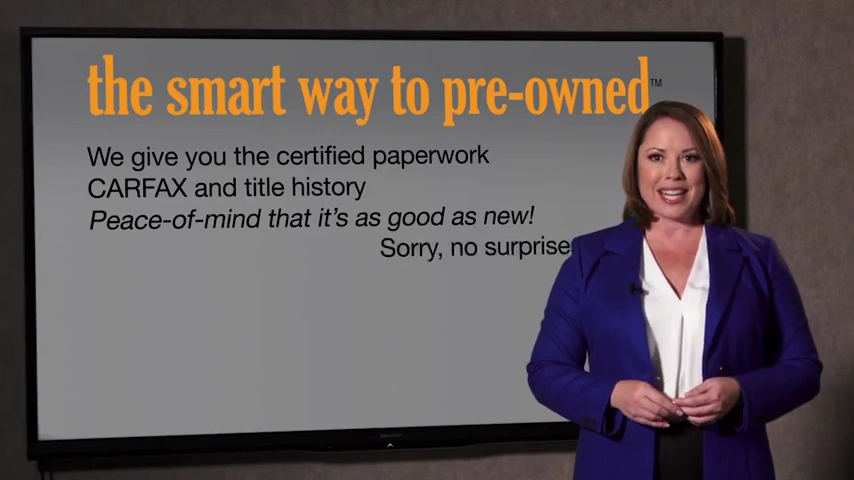 the smart way to pre-owned™
We give you the certified paperwork
CARFAX and title history
Peace-of-mind that it's as good as new!
Sorry, no surprise